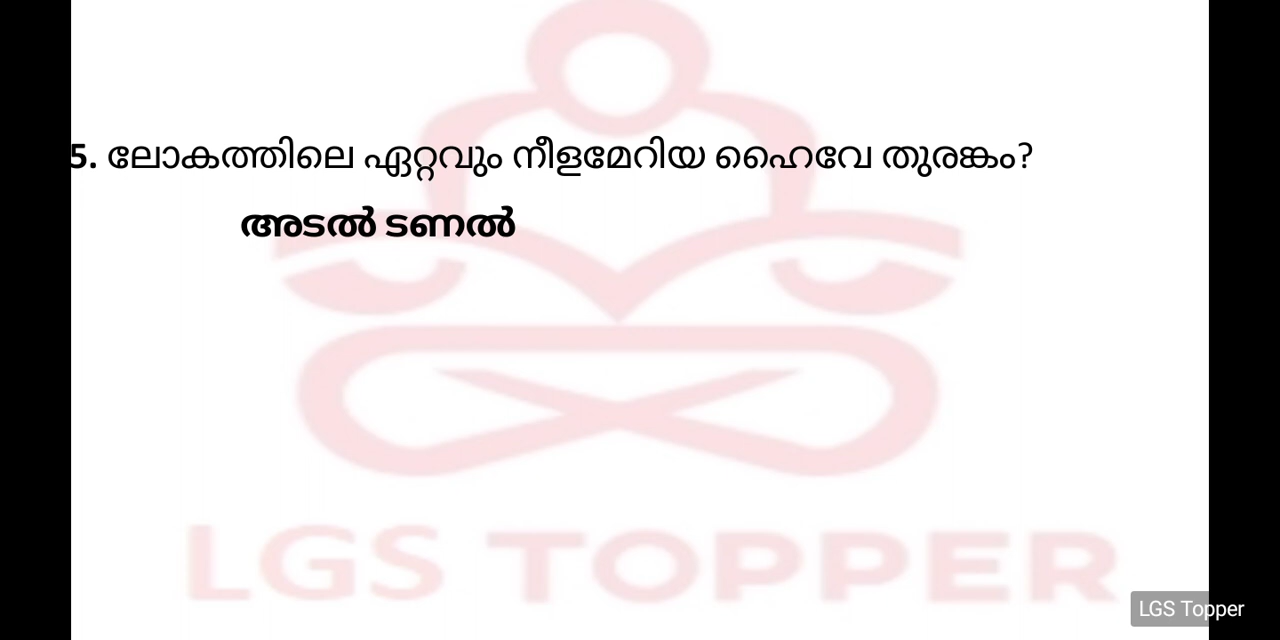 5. ലോകത്തിലെ ഏറ്റവും നീളമേറിയ ഹൈവേ തുരങ്കം?
അടൽ ടണൽ
LGS TOPPER
LGS Topper